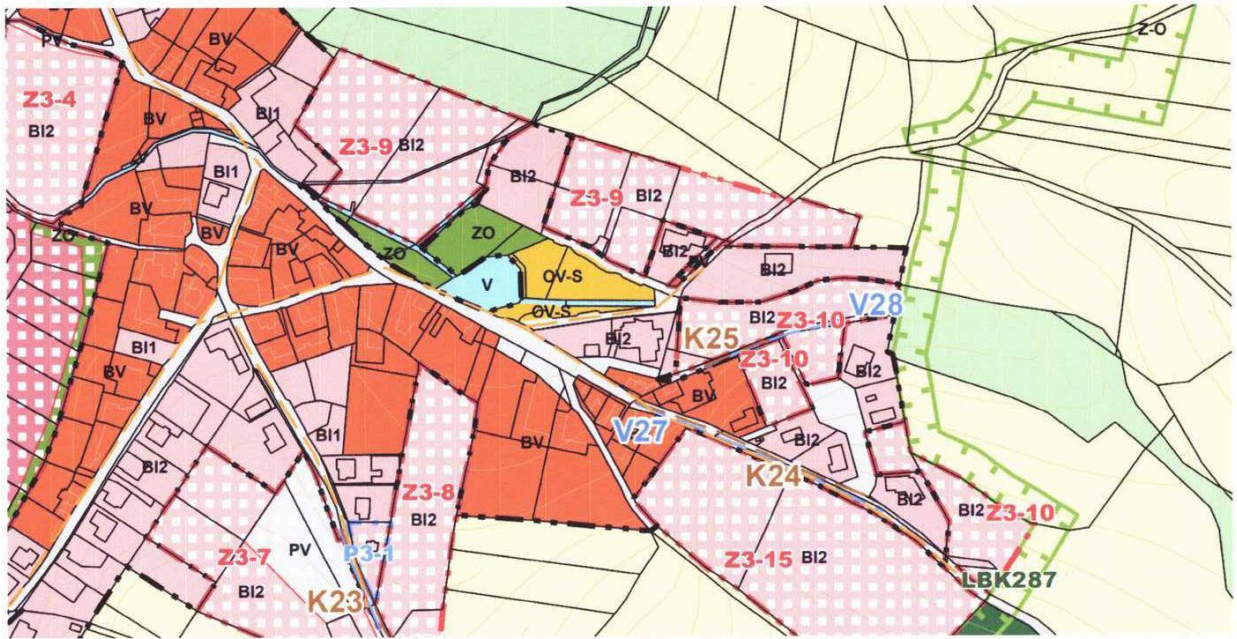 PV
BV
Z-O
Z3-4
BI2
BV
BI1
Z3-9
BI2
BI2
Z3-9
BI2
BI1
BV
BV
BV
ZO
ZO
ZO
BI2
BI2
V
OV-S
OV-S
BI2
V28
BI2
Z3-10
K25
Z3-10
BI2
BI1
BV
BI2
BI2
BV
V27
BI2
BI1
BV
K24
BI2
Z3-8
BI2
BI2
BI2
Z3-10
PV
P3-1
Z3-7
BI2
Z3-15
BI2
LBK287
K23